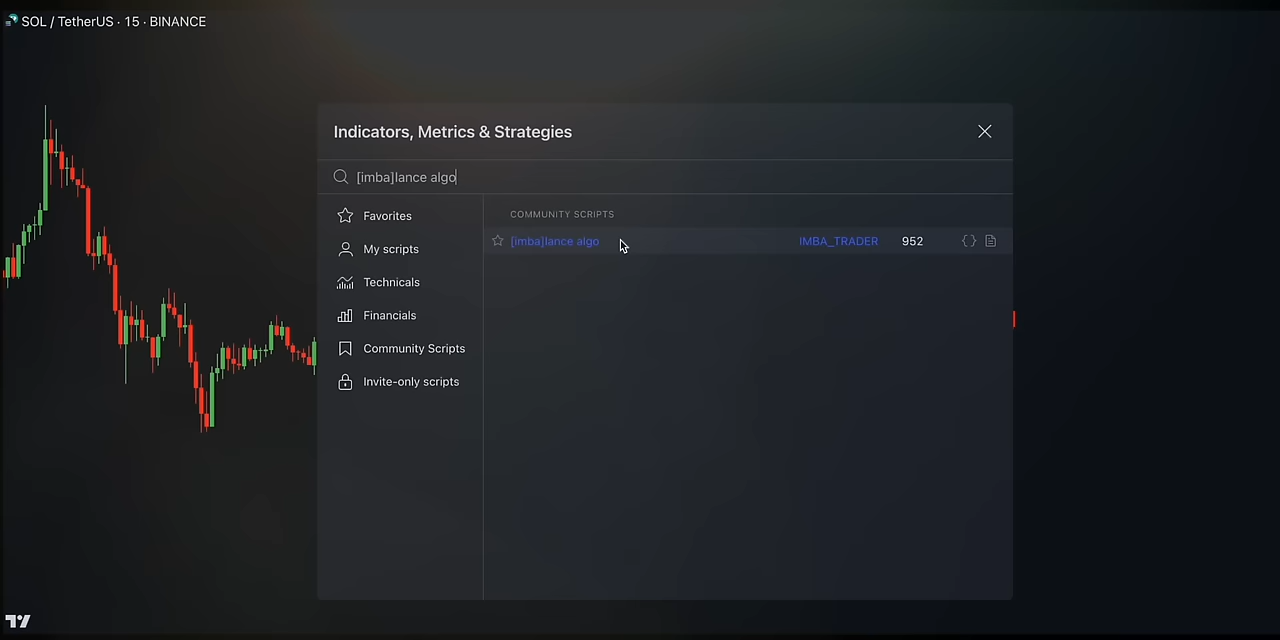 SOL / TetherUS · 15 · BINANCE
Indicators, Metrics & Strategies
[imba]lance algo
Favorites
My scripts
Technicals
Financials
Community Scripts
Invite-only scripts
COMMUNITY SCRIPTS
[imba]lance algo IMBA_TRADER 952